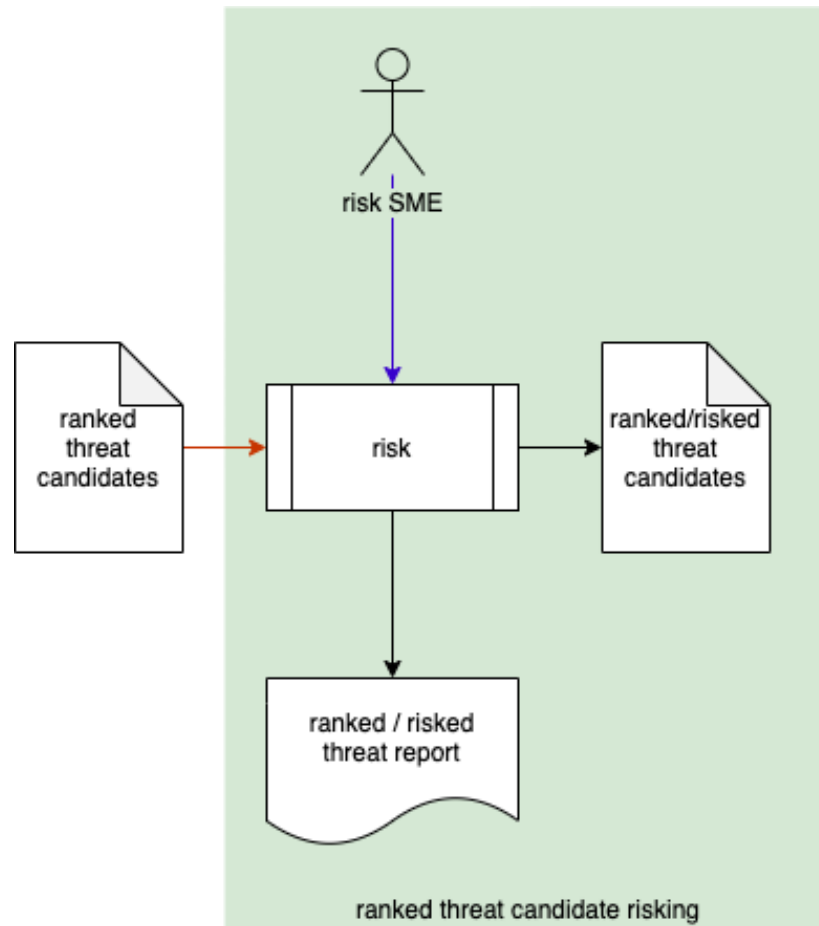 risk SME
ranked
threat
candidates
risk
ranked/risked
threat
candidates
ranked / risked
threat report
ranked threat candidate risking